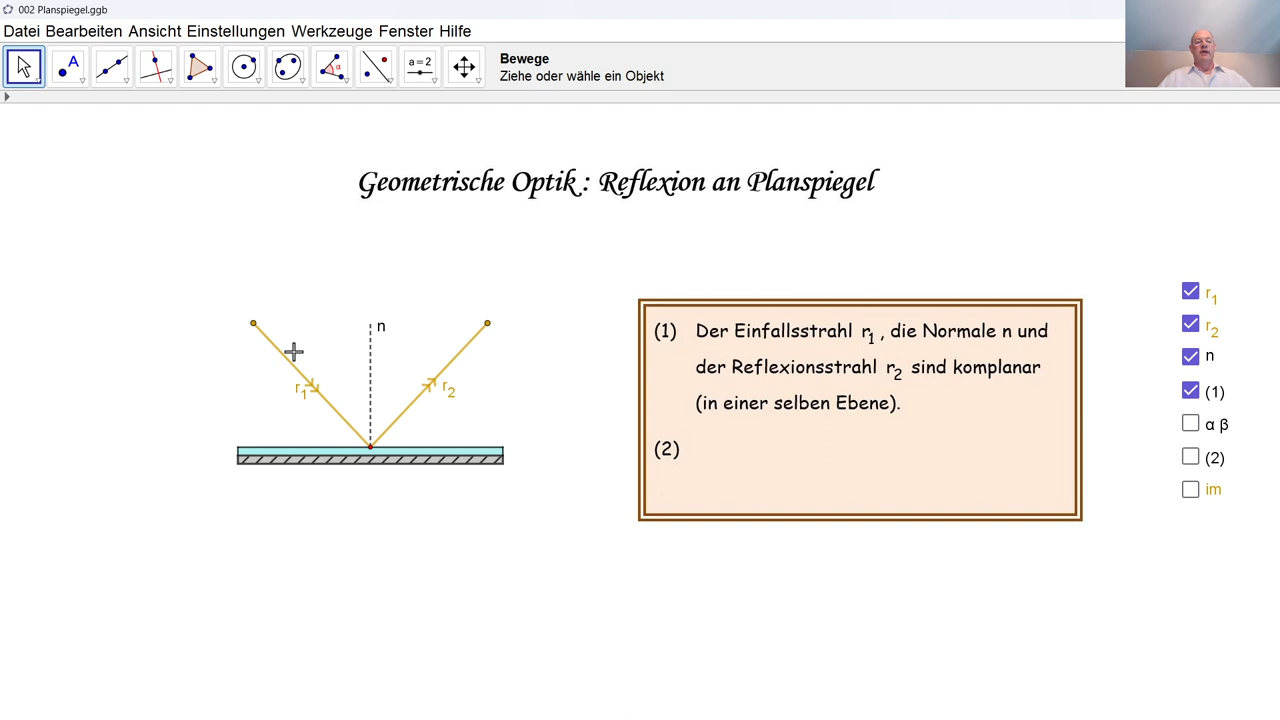 002 Planspiegel.ggb
Datei Bearbeiten Ansicht Einstellungen Werkzeuge Fenster Hilfe
A
α
a=2
Bewege
Ziehe oder wähle ein Objekt
Geometrische Optik : Reflexion an Planspiegel
n
r1
r2
(1) Der Einfallsstrahl r1 , die Normale n und
der Reflexionsstrahl r2 sind komplanar
(in einer selben Ebene).
(2)
r1
r2
n
(1)
α β
(2)
im